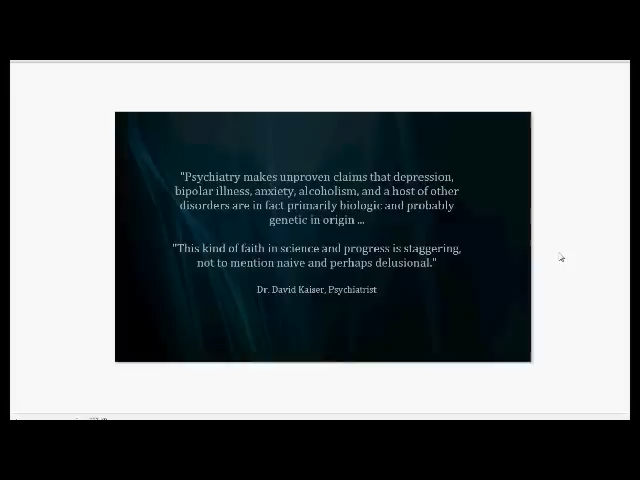 "Psychiatry makes unproven claims that depression,
bipolar illness, anxiety, alcoholism, and a host of other
disorders are in fact primarily biologic and probably
genetic in origin ...
"This kind of faith in science and progress is staggering,
not to mention naive and perhaps delusional."
Dr. David Kaiser, Psychiatrist